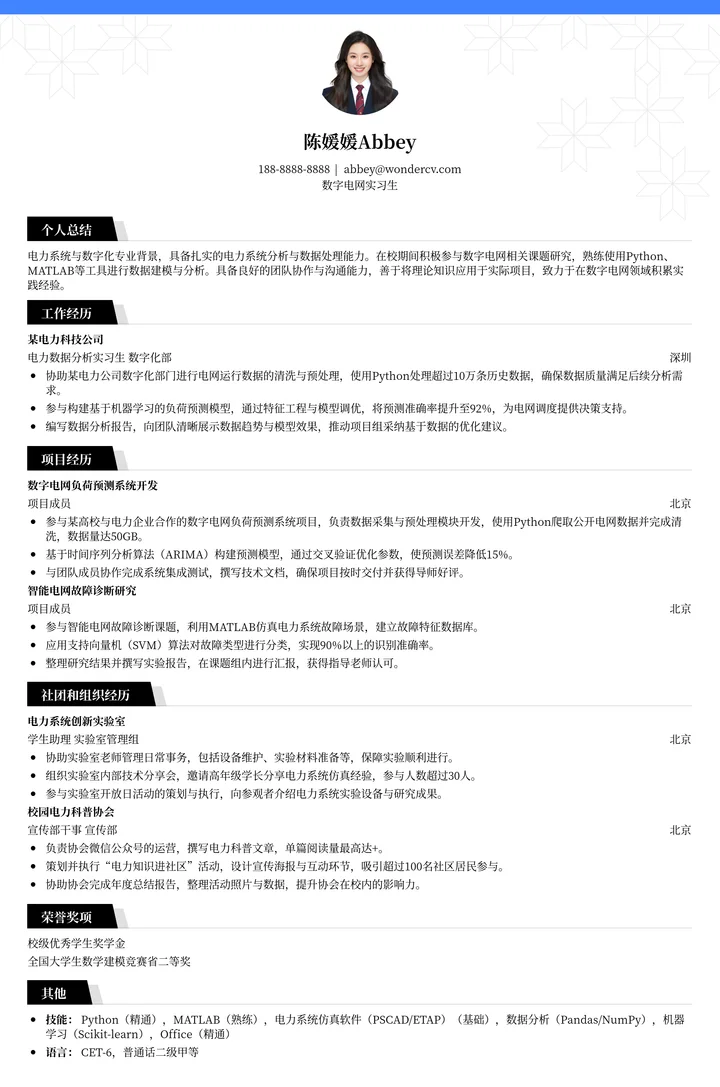 陈媛媛Abbey
188-8888-8888 | abbey@wondercv.com
数字电网实习生
个人总结
电力系统与数字化专业背景，具备扎实的电力系统分析与数据处理能力。在校期间积极参与数字电网相关课题研究，熟练使用Python、
MATLAB等工具进行数据建模与分析。具备良好的团队协作与沟通能力，善于将理论知识应用于实际项目，致力于在数字电网领域积累实
践经验。
工作经历
某电力科技公司
电力数据分析实习生 数字化部 深圳
• 协助某电力公司数字化部门进行电网运行数据的清洗与预处理，使用Python处理超过10万条历史数据，确保数据质量满足后续分析需
求。
• 参与构建基于机器学习的负荷预测模型，通过特征工程与模型调优，将预测准确率提升至92%，为电网调度提供决策支持。
• 编写数据分析报告，向团队清晰展示数据趋势与模型效果，推动项目组采纳基于数据的优化建议。
项目经历
数字电网负荷预测系统开发
项目成员 北京
• 参与某高校与电力企业合作的数字电网负荷预测系统项目，负责数据采集与预处理模块开发，使用Python爬取公开电网数据并完成清
洗，数据量达50GB。
• 基于时间序列分析算法（ARIMA）构建预测模型，通过交叉验证优化参数，使预测误差降低15%。
• 与团队成员协作完成系统集成测试，撰写技术文档，确保项目按时交付并获得导师好评。
智能电网故障诊断研究
项目成员 北京
• 参与智能电网故障诊断课题，利用MATLAB仿真电力系统故障场景，建立故障特征数据库。
• 应用支持向量机（SVM）算法对故障类型进行分类，实现90%以上的识别准确率。
• 整理研究结果并撰写实验报告，在课题组内进行汇报，获得指导老师认可。
社团和组织经历
电力系统创新实验室
学生助理 实验室管理组 北京
• 协助实验室老师管理日常事务，包括设备维护、实验材料准备等，保障实验顺利进行。
• 组织实验室内部技术分享会，邀请高年级学长分享电力系统仿真经验，参与人数超过30人。
• 参与实验室开放日活动的策划与执行，向参观者介绍电力系统实验设备与研究成果。
校园电力科普协会
宣传部干事 宣传部 北京
• 负责协会微信公众号的运营，撰写电力科普文章，单篇阅读量最高达+。
• 策划并执行“电力知识进社区”活动，设计宣传海报与互动环节，吸引超过100名社区居民参与。
• 协助协会完成年度总结报告，整理活动照片与数据，提升协会在校内的影响力。
荣誉奖项
校级优秀学生奖学金
全国大学生数学建模竞赛省二等奖
其他
• 技能： Python（精通），MATLAB（熟练），电力系统仿真软件（PSCAD/ETAP）（基础），数据分析（Pandas/NumPy），机器
学习（Scikit-learn），Office（精通）
• 语言： CET-6，普通话二级甲等